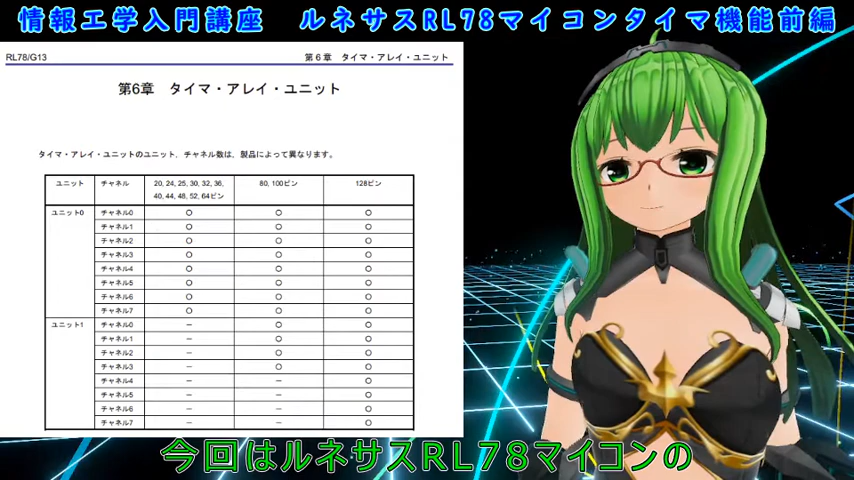 情報工学入門講座　ルネサスRL78マイコンタイマ機能前編
RL78/G13
第6章　タイマ・アレイ・ユニット
第6章　タイマ・アレイ・ユニット
タイマ・アレイ・ユニットのユニット，チャネル数は，製品によって異なります。
ユニット チャネル 20, 24, 25, 30, 32, 36, 80, 100ピン 128ピン
40, 44, 48, 52, 64ピン
ユニット0 チャネル0 ○ ○ ○
チャネル1 ○ ○ ○
チャネル2 ○ ○ ○
チャネル3 ○ ○ ○
チャネル4 ○ ○ ○
チャネル5 ○ ○ ○
チャネル6 ○ ○ ○
チャネル7 ○ ○ ○
ユニット1 チャネル0 － ○ ○
チャネル1 － ○ ○
チャネル2 － ○ ○
チャネル3 － ○ ○
チャネル4 － － ○
チャネル5 － － ○
チャネル6 － － ○
チャネル7 － － ○
今回はルネサスRL78マイコンの